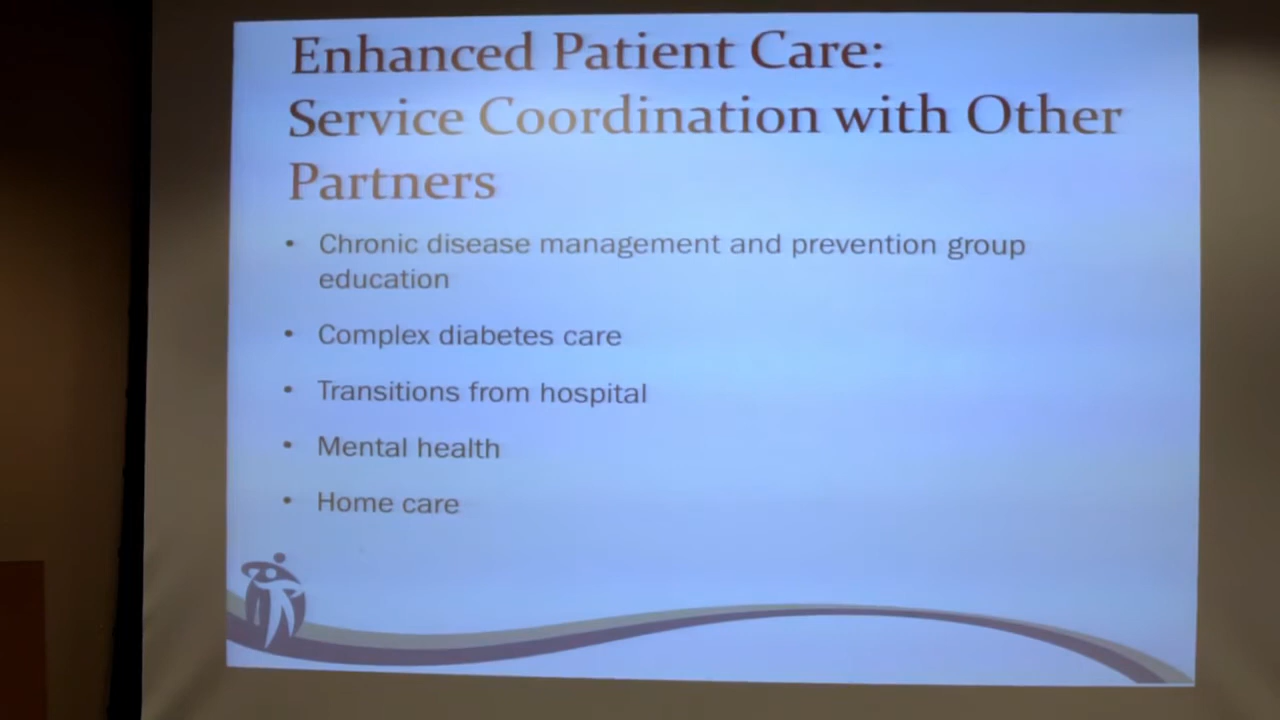 Enhanced Patient Care:
Service Coordination with Other
Partners
• Chronic disease management and prevention group
education
• Complex diabetes care
• Transitions from hospital
• Mental health
• Home care